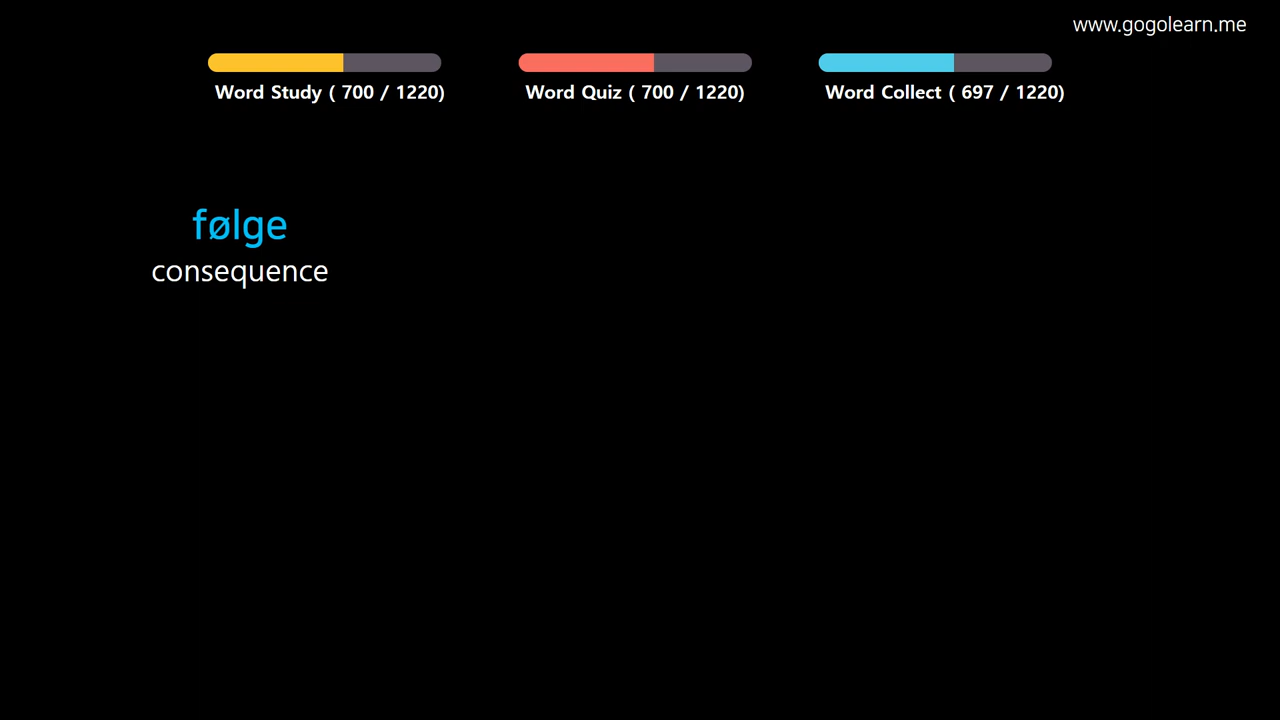 www.gogolearn.me
Word Study ( 700 / 1220)
Word Quiz ( 700 / 1220)
Word Collect ( 697 / 1220)
følge
consequence